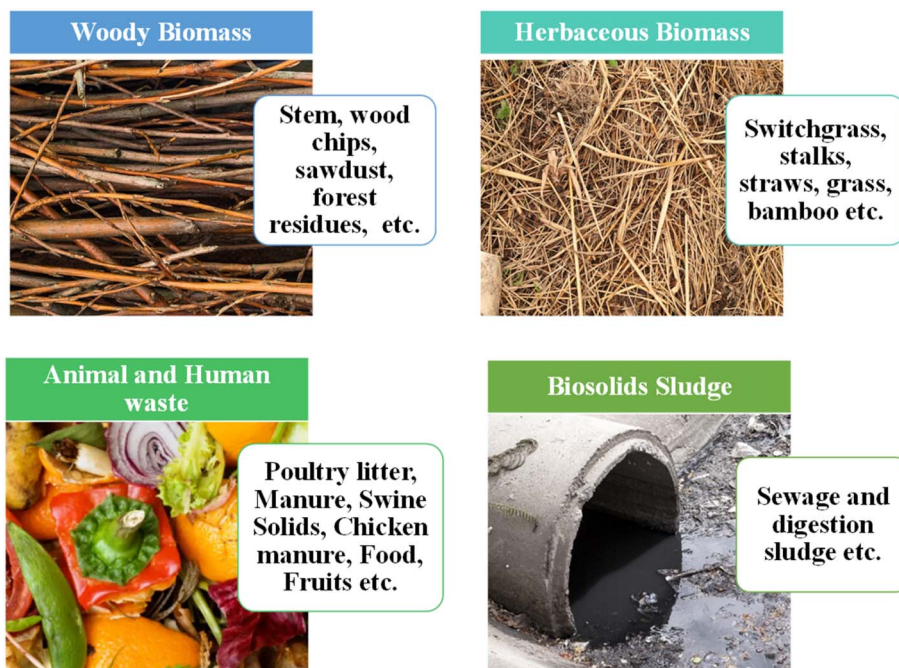 Woody Biomass
Stem, wood
chips,
sawdust,
forest
residues, etc.
Herbaceous Biomass
Switchgrass,
stalks,
straws, grass,
bamboo etc.
Animal and Human
waste
Poultry litter,
Manure, Swine
Solids, Chicken
manure, Food,
Fruits etc.
Biosolids Sludge
Sewage and
digestion
sludge etc.